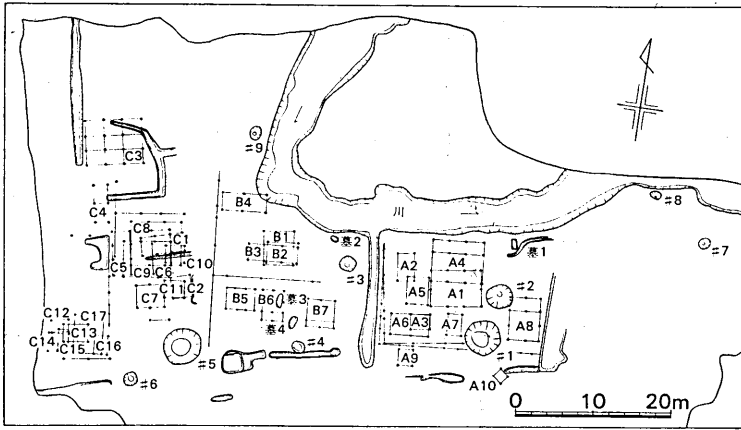 C3
#9
C4
B4
川
#8
C8
C1
B1
墓2
墓1
#7
B3
B2
A2
A4
C5
C9
C6
C10
#3
A5
A1
#2
C7
C11
C2
B5
B6
墓3
B7
墓4
A6
A3
A7
A8
C12
C17
C13
C14
C15
C16
#5
#4
#1
A9
A10
#6
0 10 20m